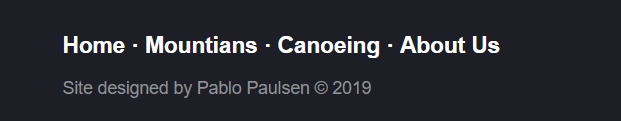 Home · Mountians · Canoeing · About Us
Site designed by Pablo Paulsen © 2019